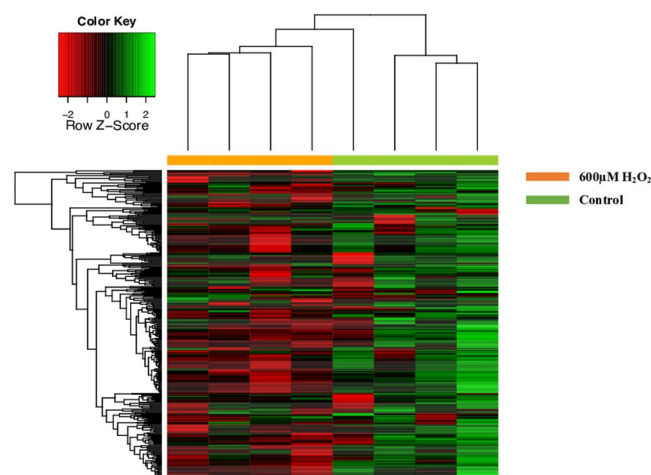 Color Key
−2 0 1 2
Row Z−Score
600µM H₂O₂
Control